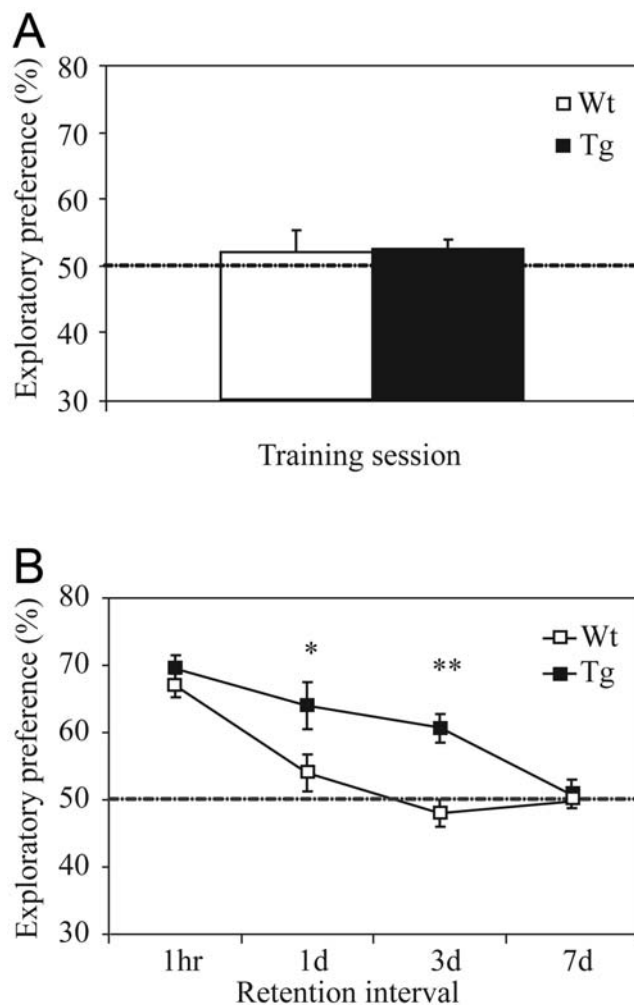 A
Exploratory preference (%)
80
70
60
50
40
30
Wt
Tg
Training session
B
Exploratory preference (%)
80
70
60
50
40
30
* **
Wt
Tg
1hr 1d 3d 7d
Retention interval